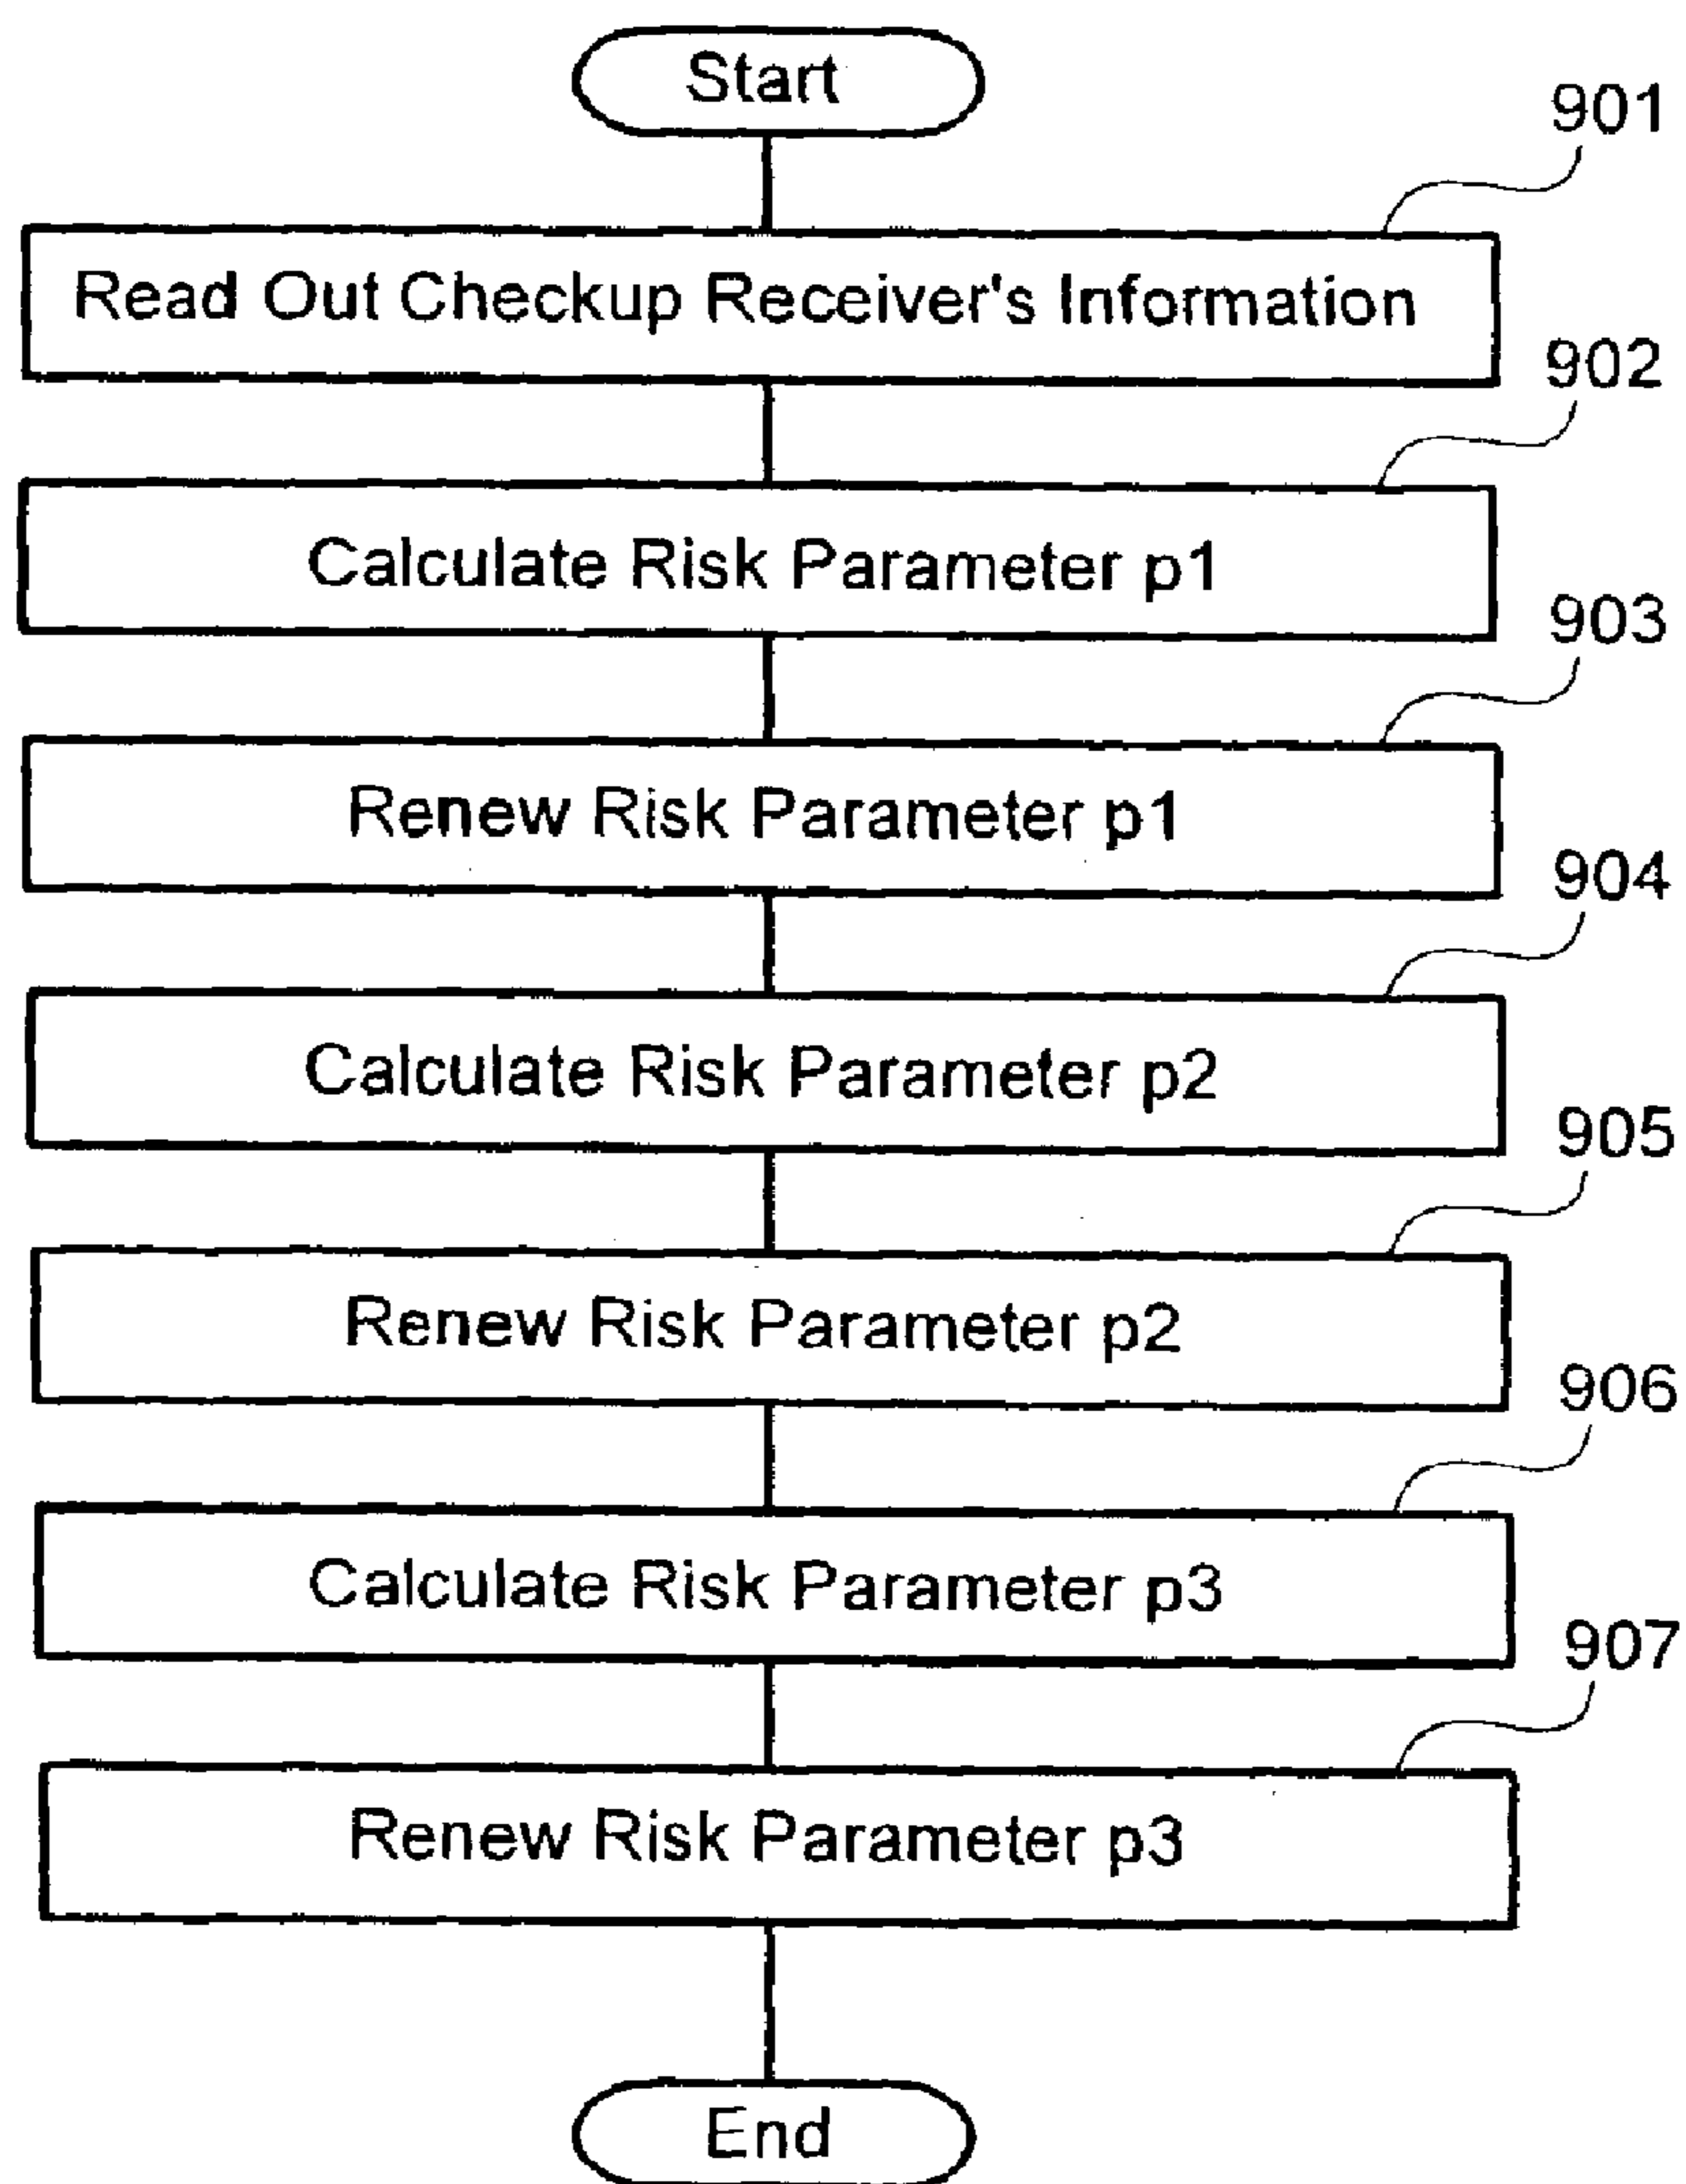 Start
901
Read Out Checkup Receiver's Information
902
Calculate Risk Parameter p1
903
Renew Risk Parameter p1
904
Calculate Risk Parameter p2
905
Renew Risk Parameter p2
906
Calculate Risk Parameter p3
907
Renew Risk Parameter p3
End